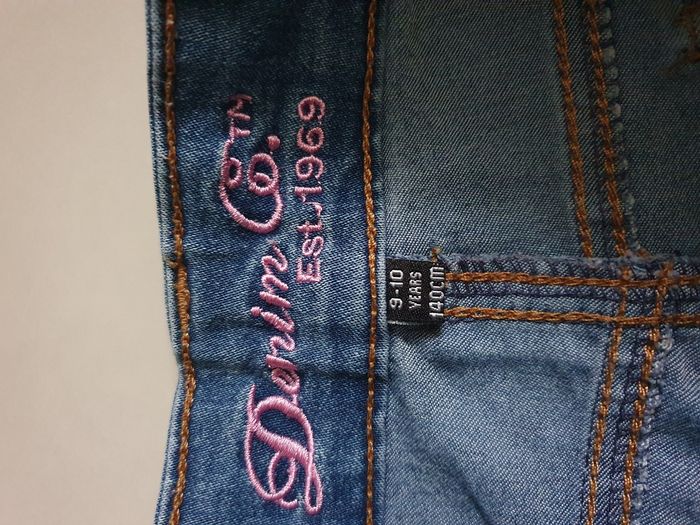 Denim Co.™
Est.1969
9-10
YEARS
140cm